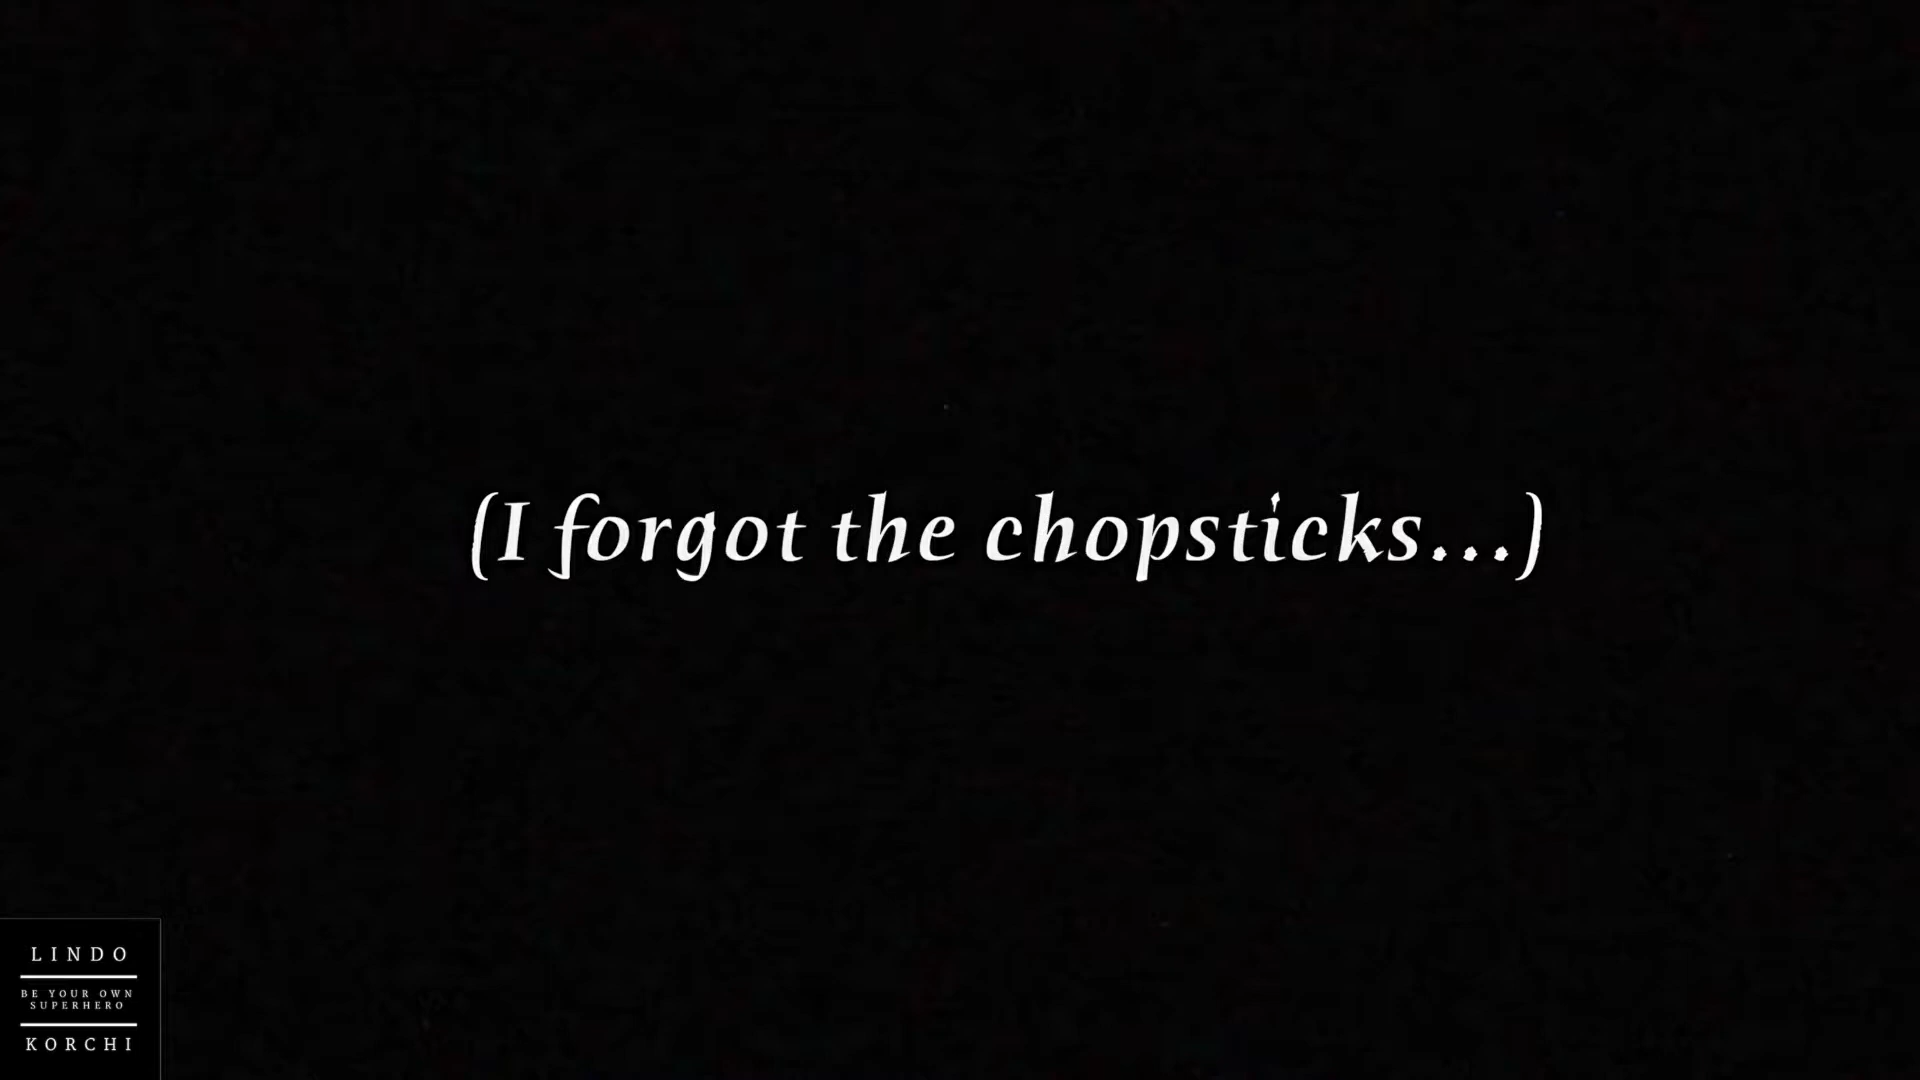 (I forgot the chopsticks...)
LINDO
BE YOUR OWN
SUPERHERO
KORCHI